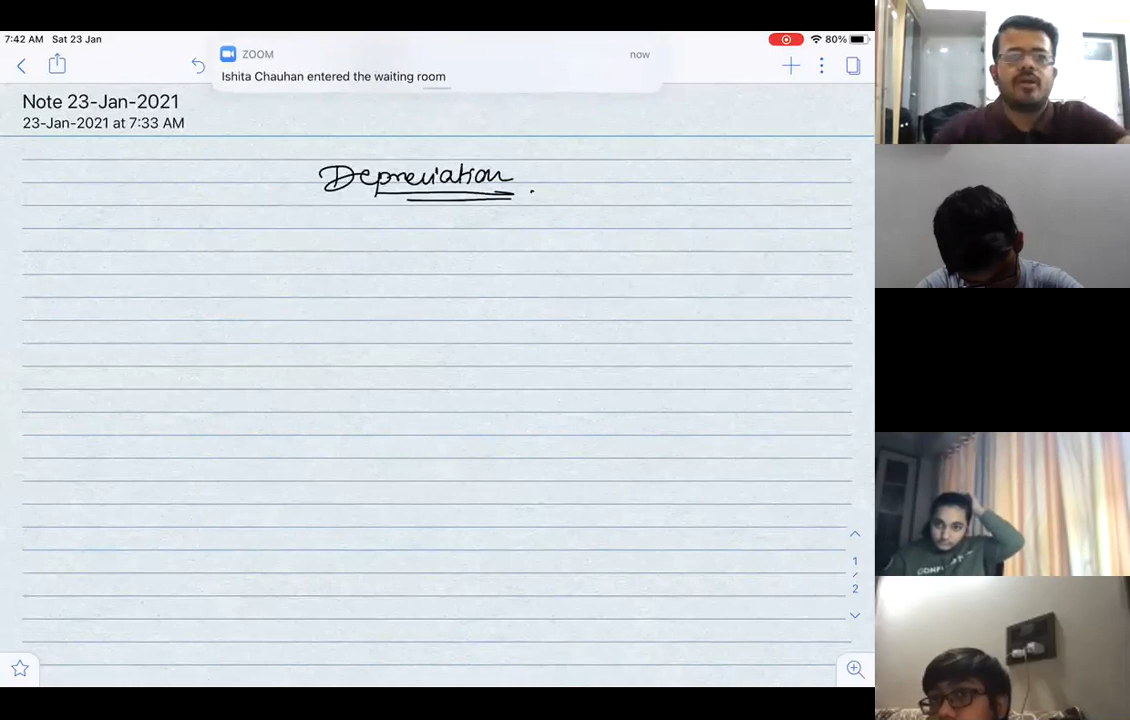 7:42 AM Sat 23 Jan
80%
ZOOM
now
Ishita Chauhan entered the waiting room
Note 23-Jan-2021
23-Jan-2021 at 7:33 AM
Depreciation
1
/
2